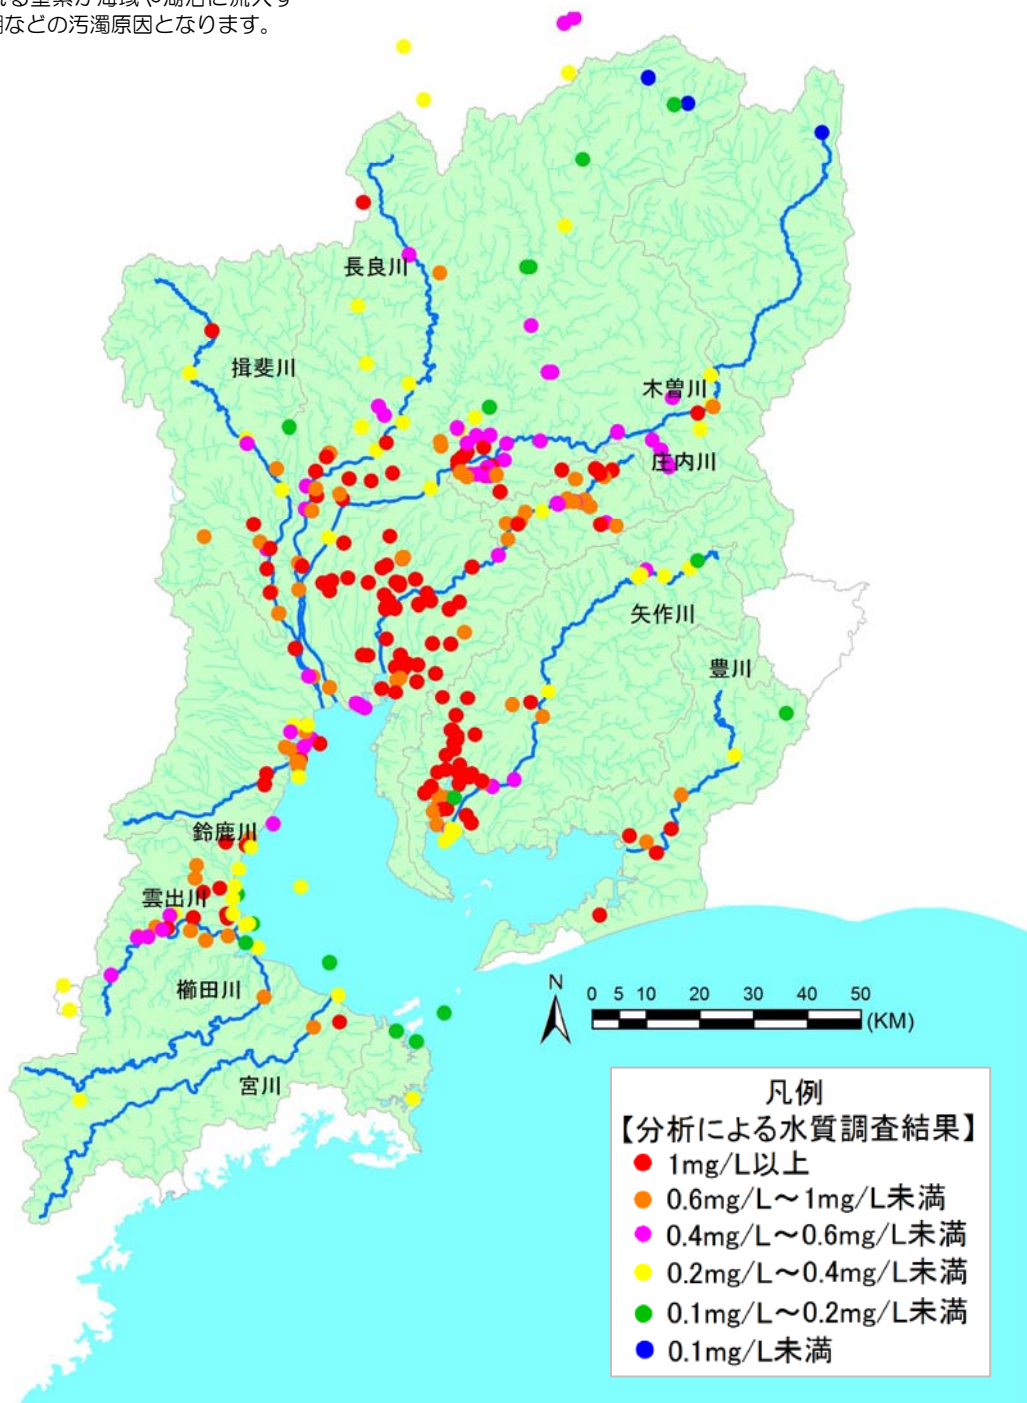 る窒素が海域や湖沼に流入す
などの汚濁原因となります。
長良川
揖斐川
木曽川
庄内川
矢作川
豊川
鈴鹿川
雲出川
櫛田川
宮川
N
0 5 10 20 30 40 50
(KM)
凡例
【分析による水質調査結果】
1mg/L以上
0.6mg/L～1mg/L未満
0.4mg/L～0.6mg/L未満
0.2mg/L～0.4mg/L未満
0.1mg/L～0.2mg/L未満
0.1mg/L未満